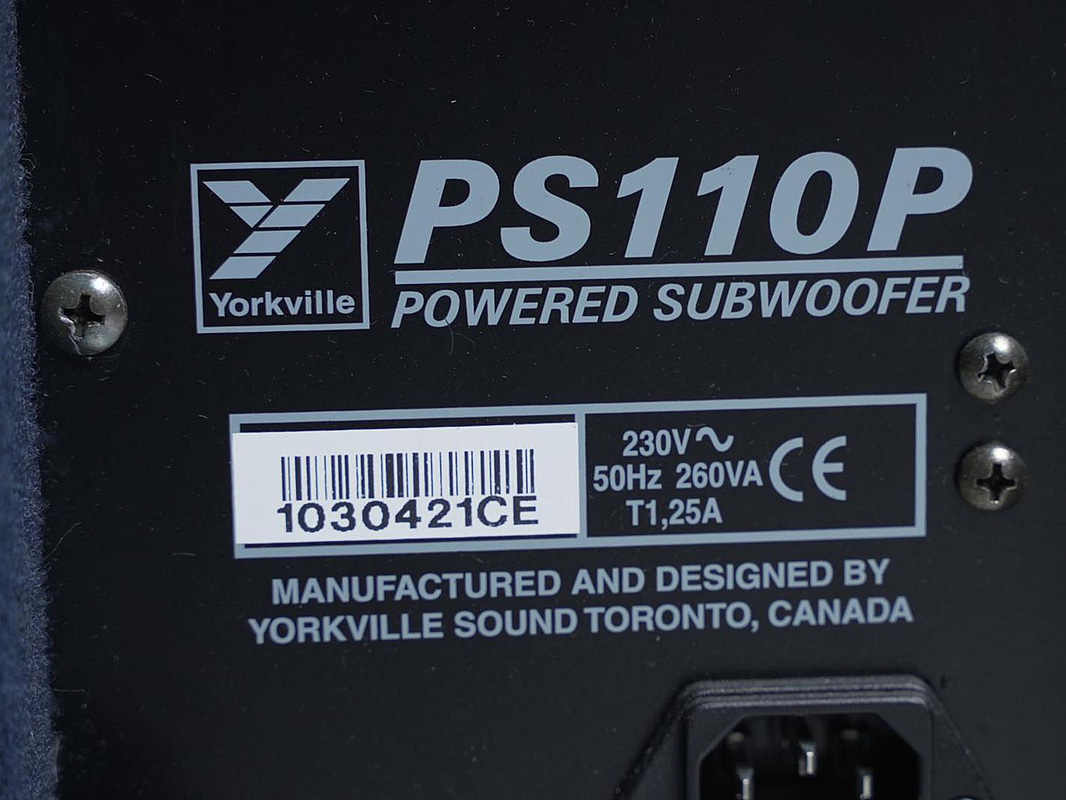 Yorkville
PS110P
POWERED SUBWOOFER
1030421CE
230V∿
50Hz 260VA
T1,25A
CE
MANUFACTURED AND DESIGNED BY
YORKVILLE SOUND TORONTO, CANADA